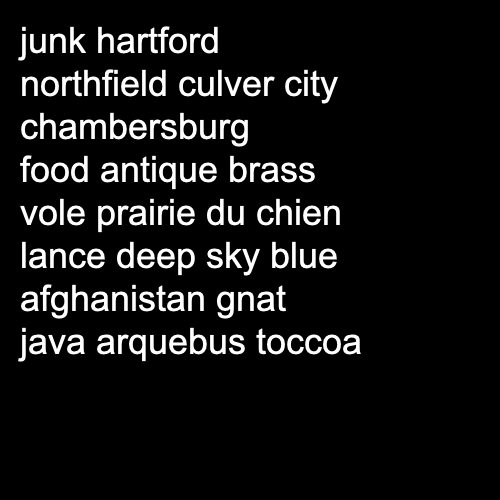 junk hartford
northfield culver city
chambersburg
food antique brass
vole prairie du chien
lance deep sky blue
afghanistan gnat
java arquebus toccoa